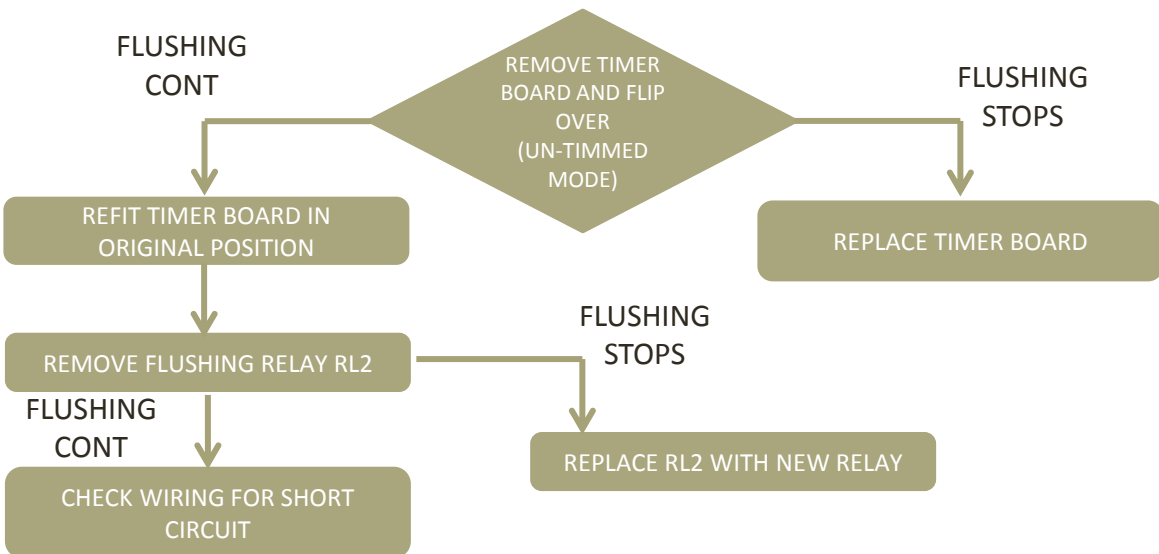 FLUSHING
CONT
REMOVE TIMER
BOARD AND FLIP
OVER
(UN-TIMMED
MODE)
FLUSHING
STOPS
REFIT TIMER BOARD IN
ORIGINAL POSITION
REPLACE TIMER BOARD
REMOVE FLUSHING RELAY RL2
FLUSHING
STOPS
FLUSHING
CONT
REPLACE RL2 WITH NEW RELAY
CHECK WIRING FOR SHORT
CIRCUIT